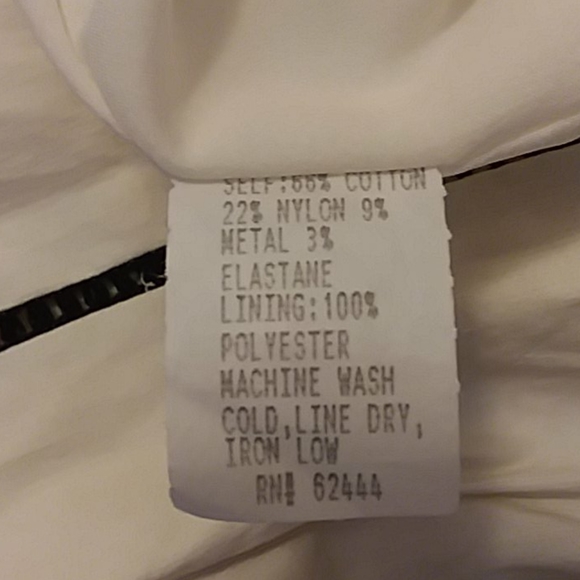 SELF:66% COTTON
22% NYLON 9%
METAL 3%
ELASTANE
LINING:100%
POLYESTER
MACHINE WASH
COLD,LINE DRY,
IRON LOW
RN# 62444